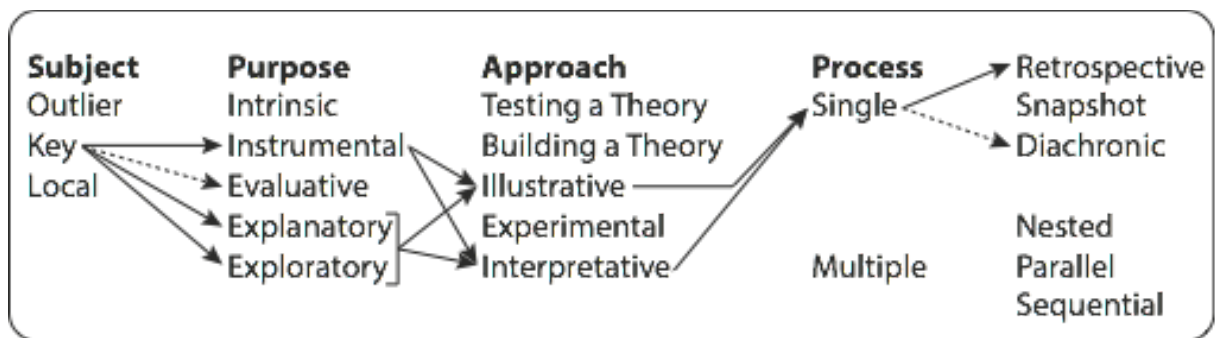 Subject Purpose Approach Process Retrospective
Outlier Intrinsic Testing a Theory Single Snapshot
Key Instrumental Building a Theory Diachronic
Local Evaluative Illustrative
Explanatory Experimental Nested
Exploratory Interpretative Multiple Parallel
Sequential